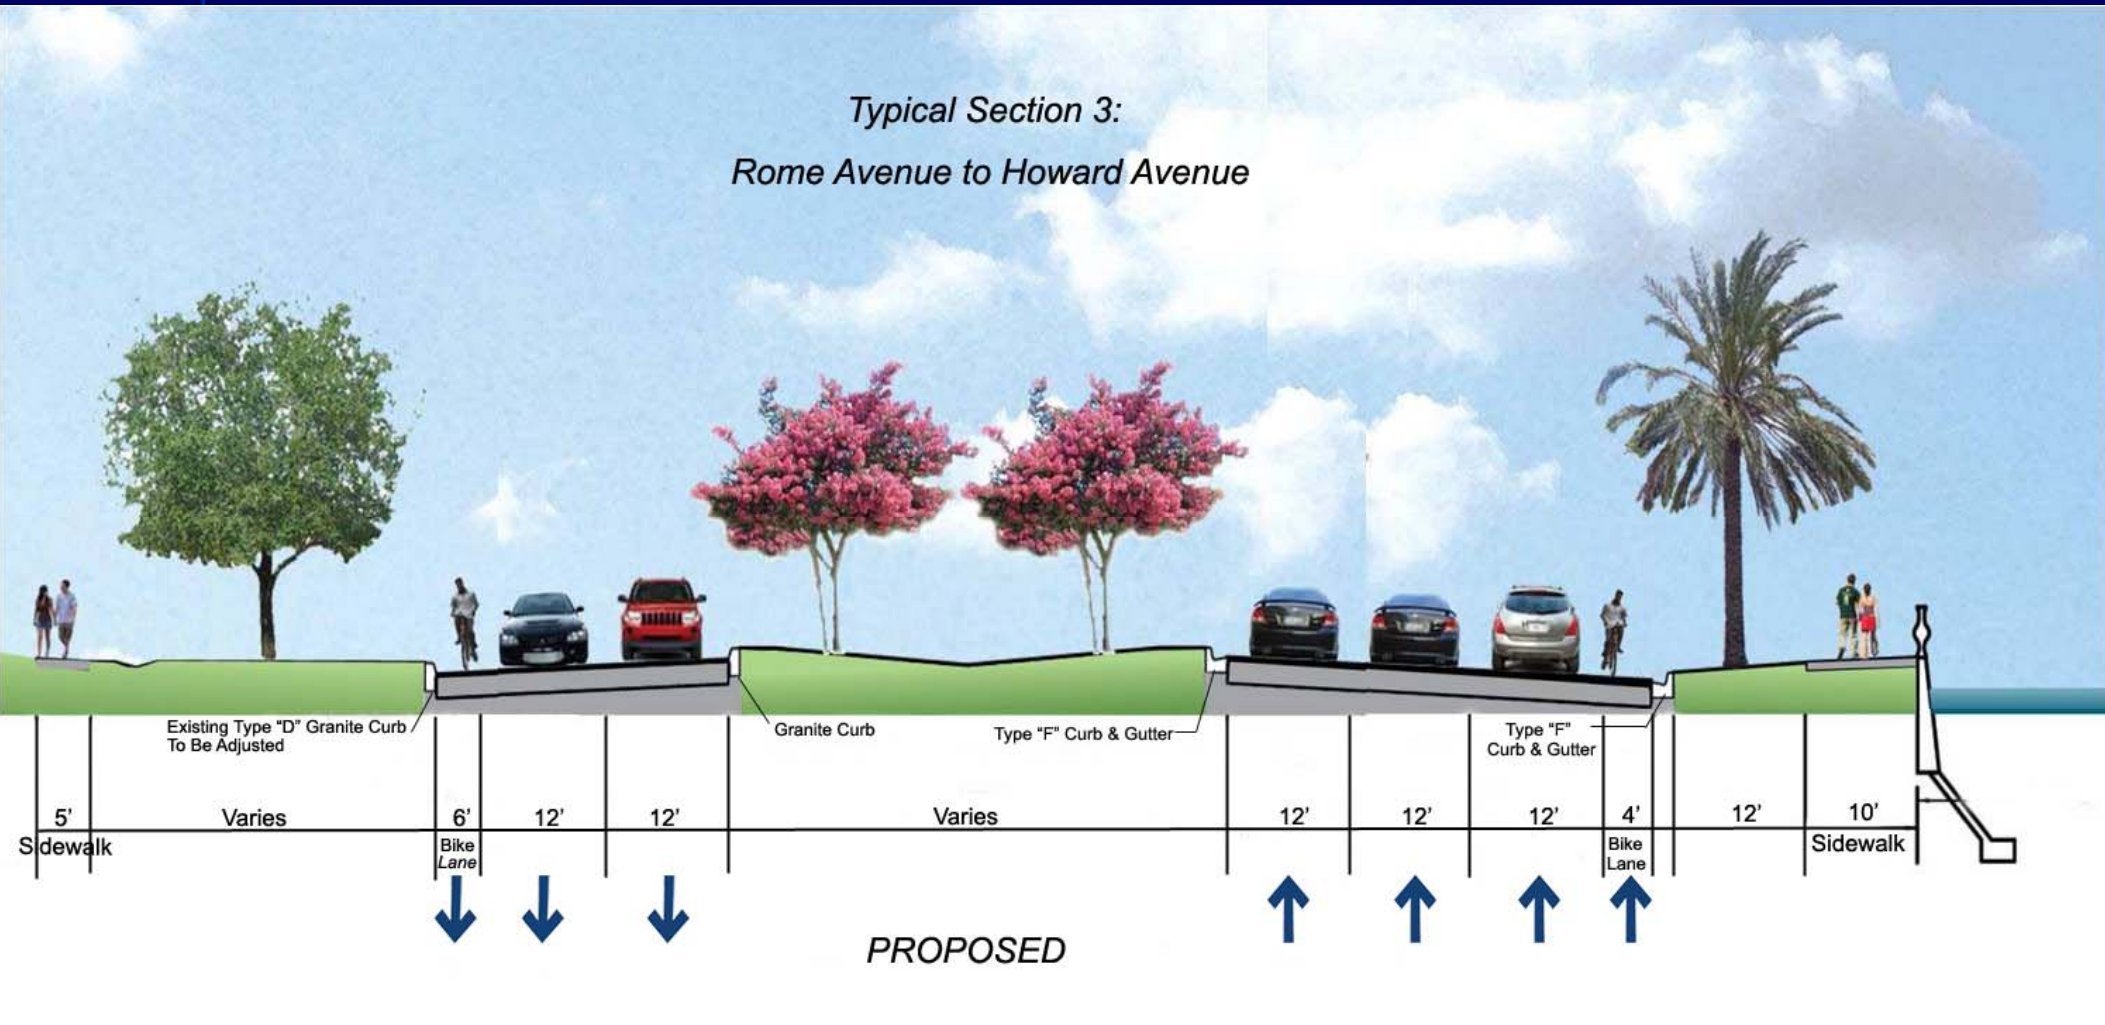 Typical Section 3:
Rome Avenue to Howard Avenue
Existing Type "D" Granite Curb
To Be Adjusted
Granite Curb
Type "F" Curb & Gutter
Type "F"
Curb & Gutter
5'
Varies
6'
12'
12'
Varies
12'
12'
12'
4'
12'
10'
Sidewalk
Bike
Lane
Bike
Lane
Sidewalk
PROPOSED